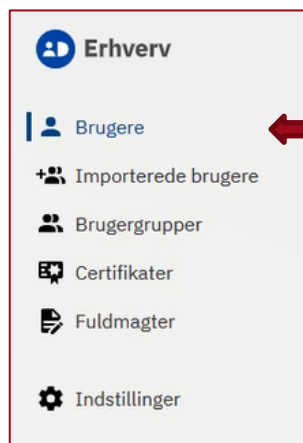 Erhverv
Brugere
Importerede brugere
Brugergrupper
Certifikater
Fuldmagter
Indstillinger